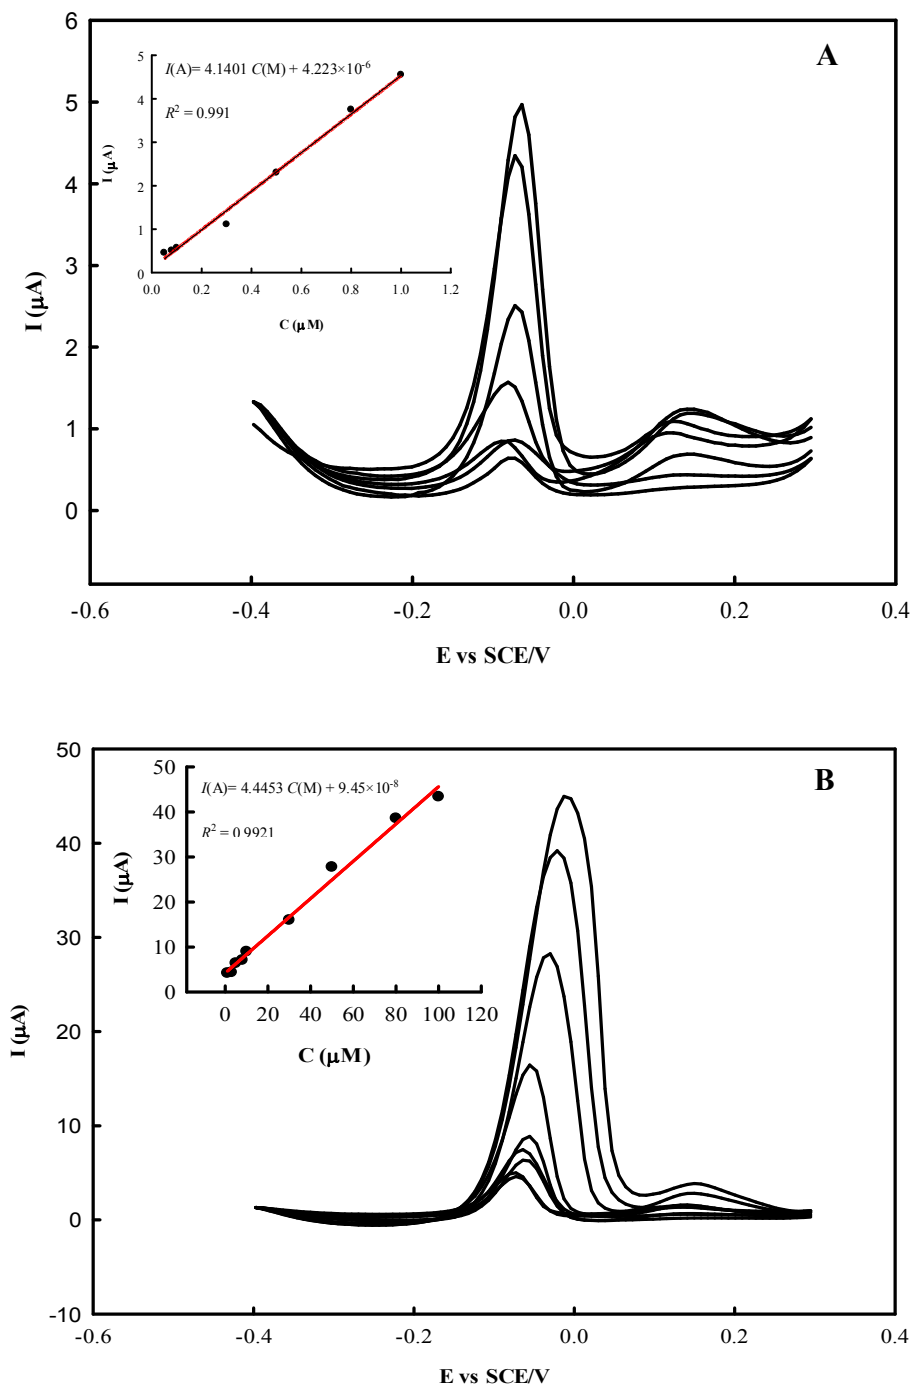 A
I(A)= 4.1401 C(M) + 4.223×10⁻⁶
R² = 0.991
I (μA)
5
4
3
2
1
0
0.0 0.2 0.4 0.6 0.8 1.0 1.2
C (μM)
I (μA)
6
5
4
3
2
1
0
-0.6 -0.4 -0.2 0.0 0.2 0.4
E vs SCE/V
B
I(A)= 4.4453 C(M) + 9.45×10⁻⁸
R² = 0.9921
I (μA)
50
40
30
20
10
0
0 20 40 60 80 100 120
C (μM)
I (μA)
50
40
30
20
10
0
-10
-0.6 -0.4 -0.2 0.0 0.2 0.4
E vs SCE/V